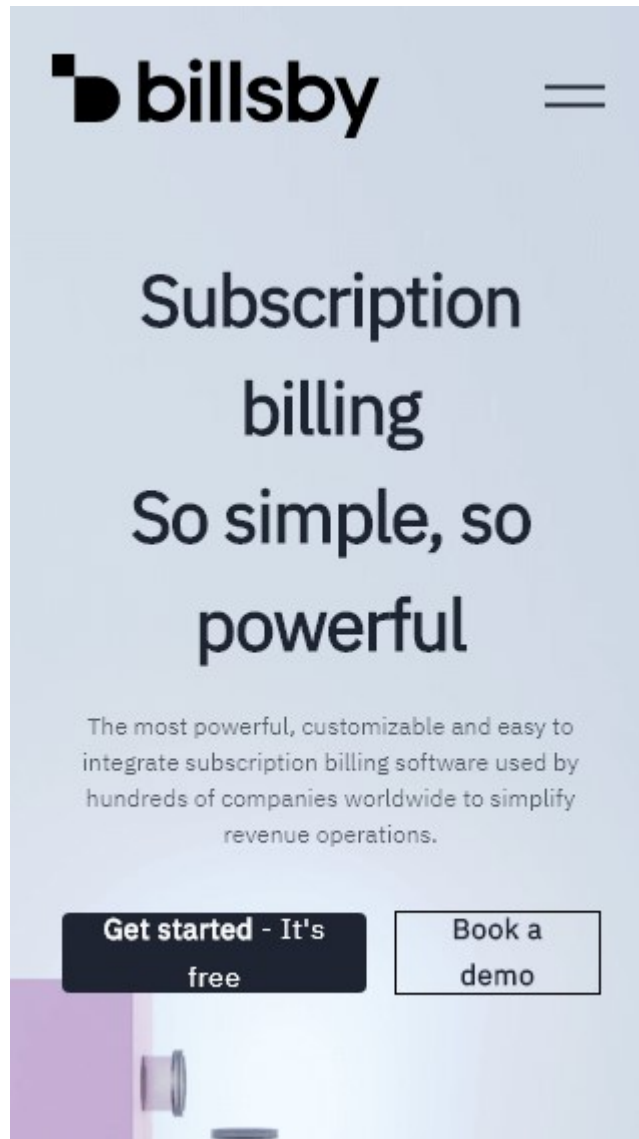 billsby
Subscription
billing
So simple, so
powerful
The most powerful, customizable and easy to
integrate subscription billing software used by
hundreds of companies worldwide to simplify
revenue operations.
Get started - It's
free
Book a
demo